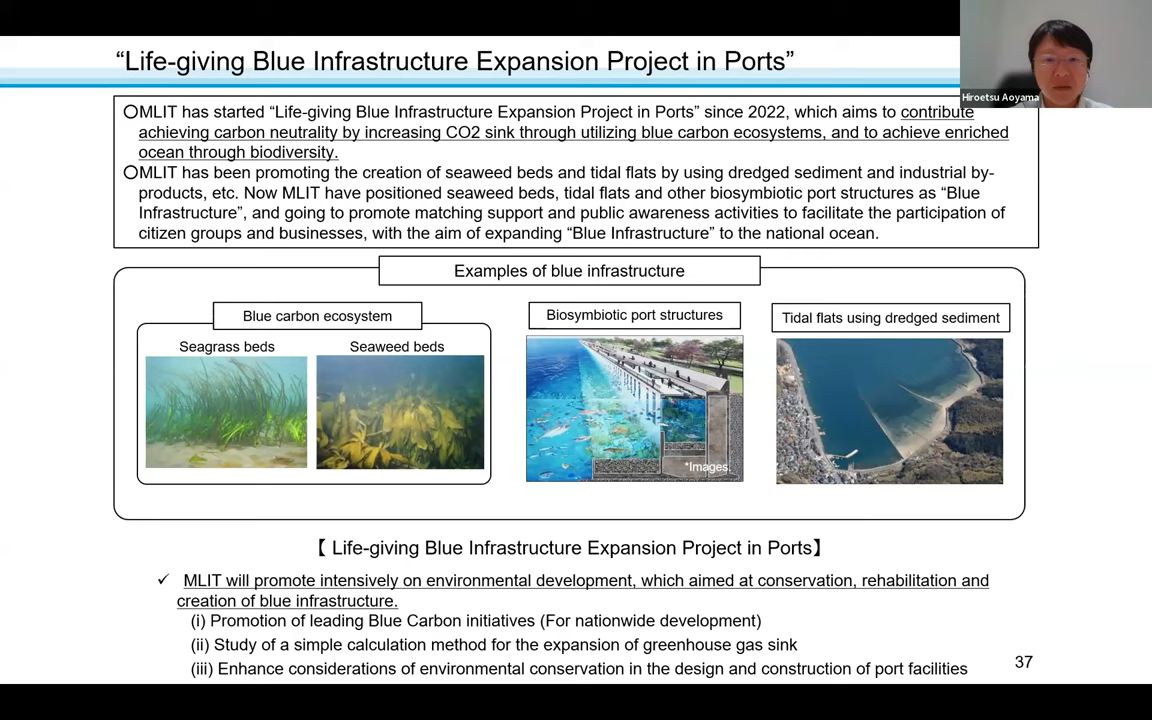 “Life-giving Blue Infrastructure Expansion Project in Ports”
Hiroetsu Aoyama
○MLIT has started “Life-giving Blue Infrastructure Expansion Project in Ports” since 2022, which aims to contribute
achieving carbon neutrality by increasing CO2 sink through utilizing blue carbon ecosystems, and to achieve enriched
ocean through biodiversity.
○MLIT has been promoting the creation of seaweed beds and tidal flats by using dredged sediment and industrial by-
products, etc. Now MLIT have positioned seaweed beds, tidal flats and other biosymbiotic port structures as “Blue
Infrastructure”, and going to promote matching support and public awareness activities to facilitate the participation of
citizen groups and businesses, with the aim of expanding “Blue Infrastructure” to the national ocean.
Examples of blue infrastructure
Blue carbon ecosystem
Seagrass beds
Seaweed beds
Biosymbiotic port structures
*Images.
Tidal flats using dredged sediment
【 Life-giving Blue Infrastructure Expansion Project in Ports】
✓ MLIT will promote intensively on environmental development, which aimed at conservation, rehabilitation and
creation of blue infrastructure.
(i) Promotion of leading Blue Carbon initiatives (For nationwide development)
(ii) Study of a simple calculation method for the expansion of greenhouse gas sink
(iii) Enhance considerations of environmental conservation in the design and construction of port facilities
37